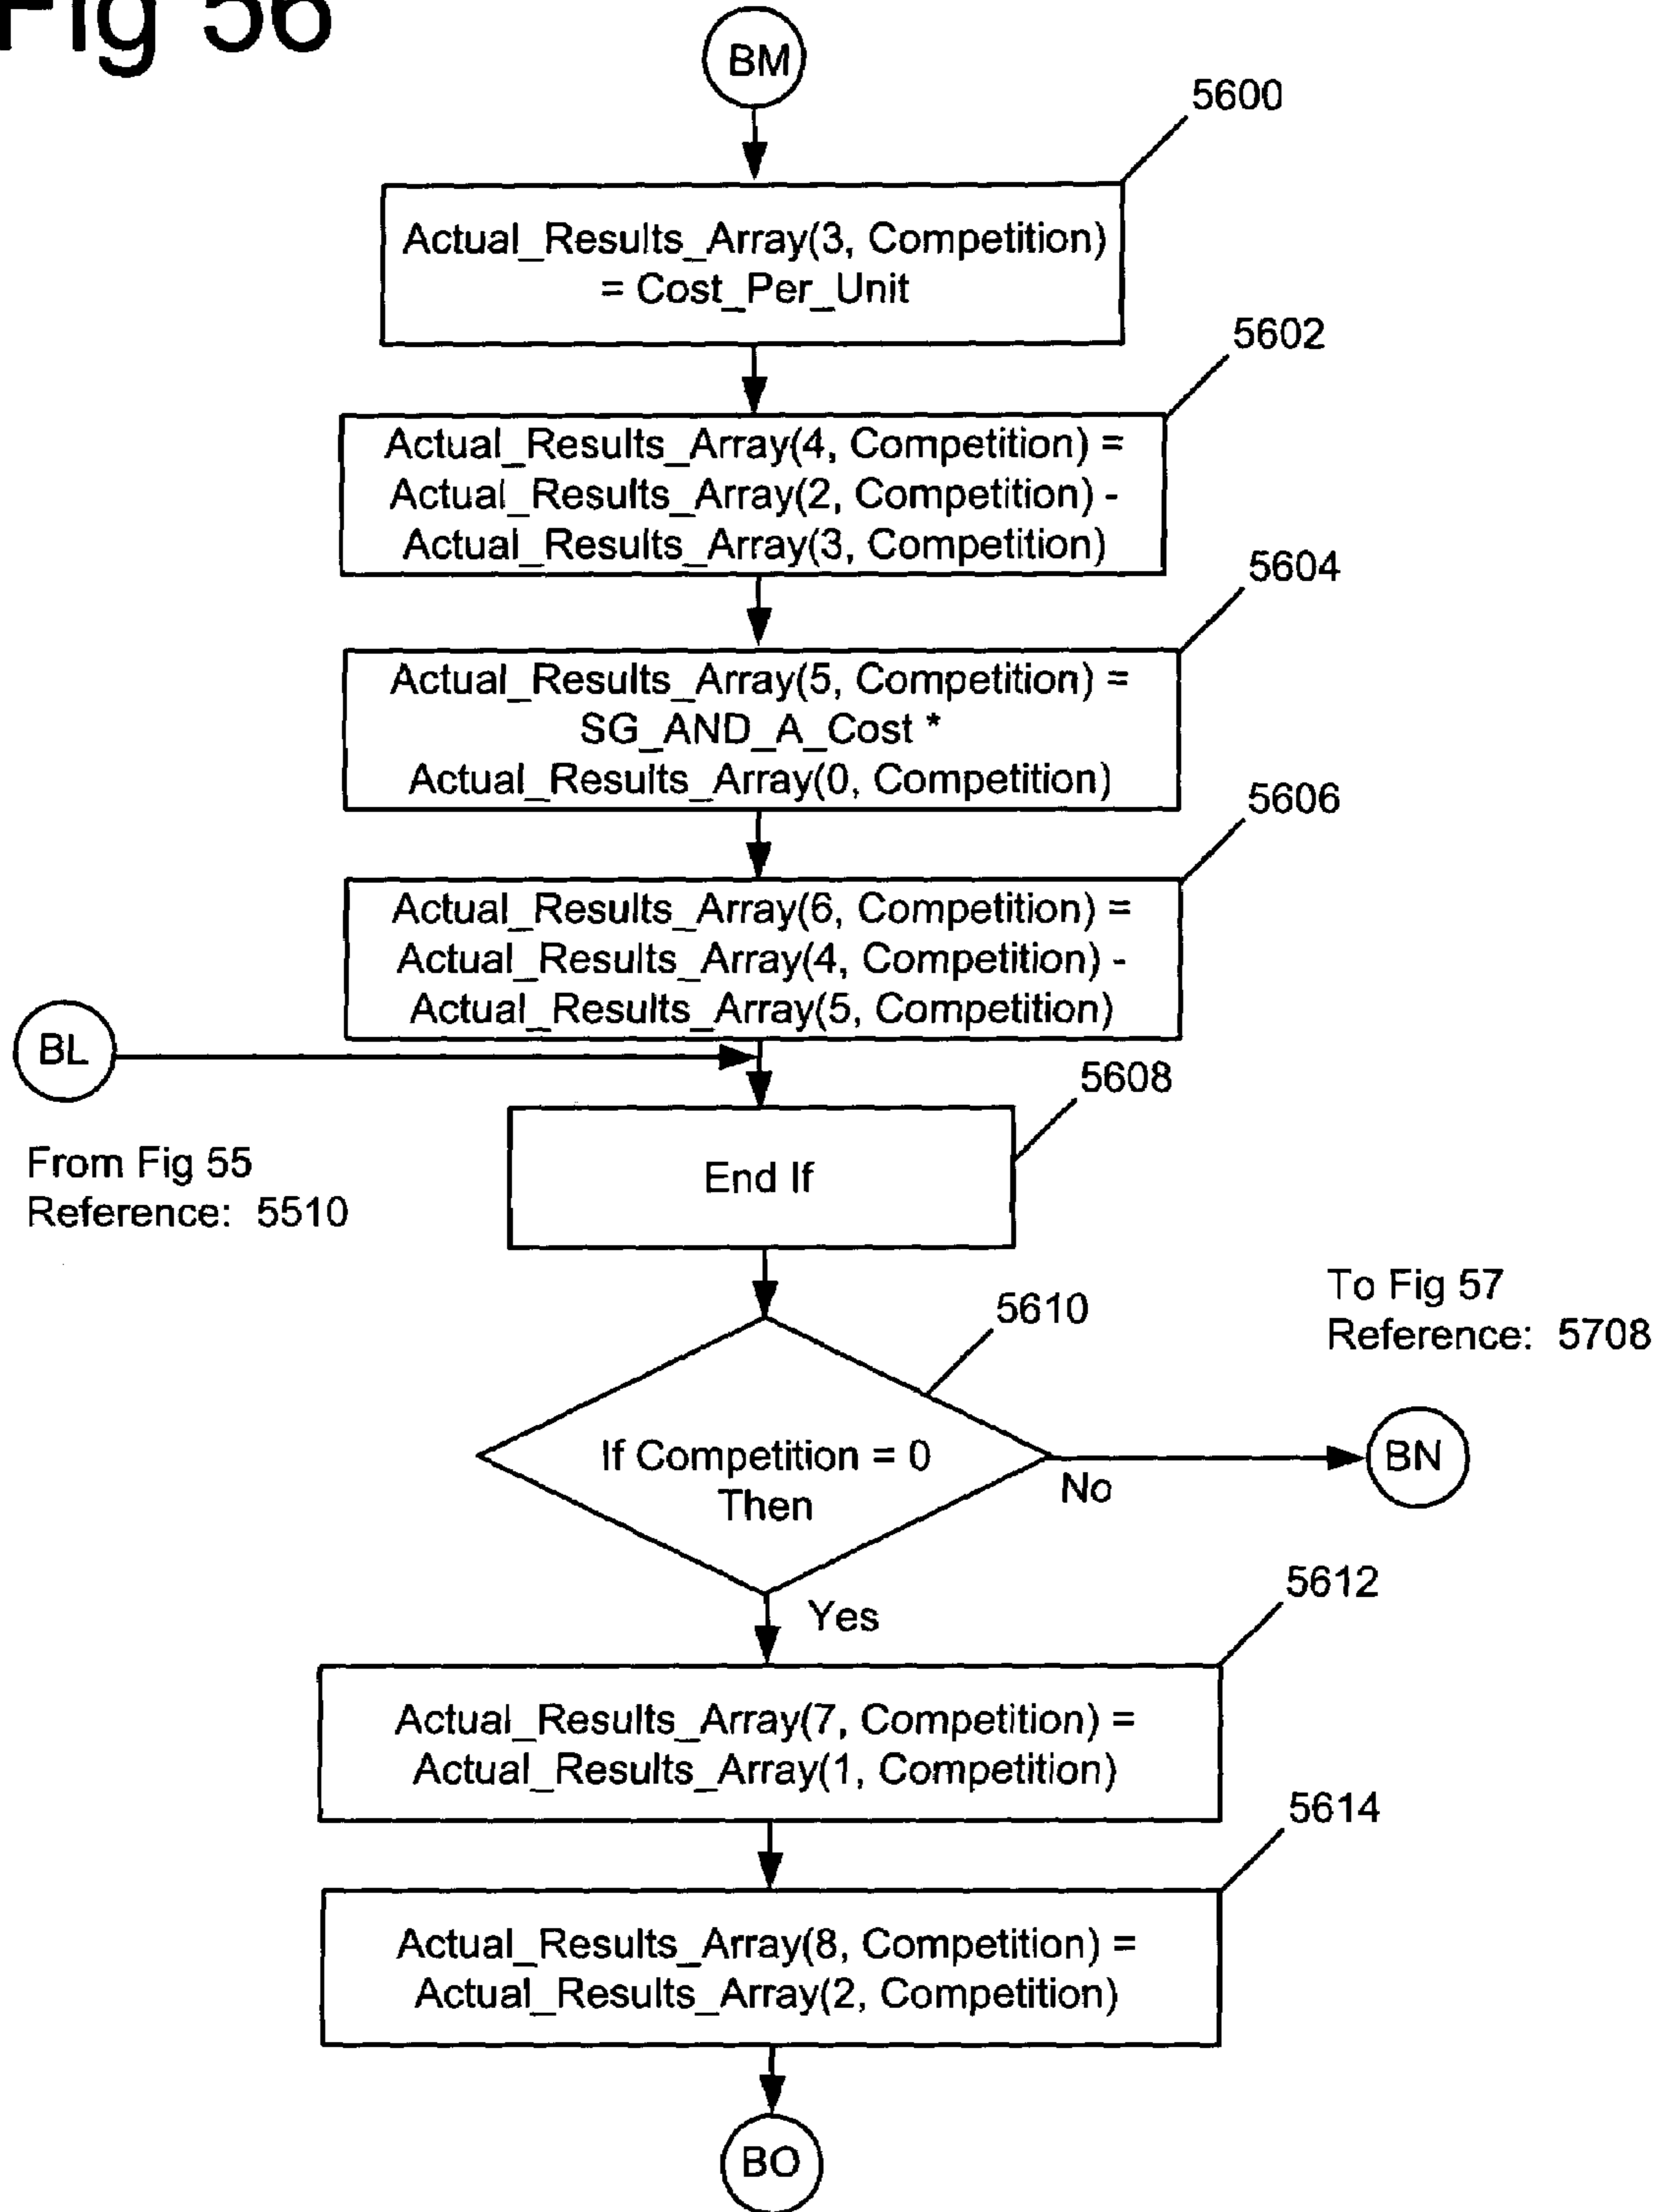 Fig 56
BM
5600
Actual_Results_Array(3, Competition)
= Cost_Per_Unit
5602
Actual_Results_Array(4, Competition) =
Actual_Results_Array(2, Competition) -
Actual_Results_Array(3, Competition)
5604
Actual_Results_Array(5, Competition) =
SG_AND_A_Cost *
Actual_Results_Array(0, Competition)
5606
Actual_Results_Array(6, Competition) =
Actual_Results_Array(4, Competition) -
Actual_Results_Array(5, Competition)
BL
From Fig 55
Reference: 5510
5608
End If
5610
If Competition = 0
Then
No
To Fig 57
Reference: 5708
BN
Yes
5612
Actual_Results_Array(7, Competition) =
Actual_Results_Array(1, Competition)
5614
Actual_Results_Array(8, Competition) =
Actual_Results_Array(2, Competition)
BO